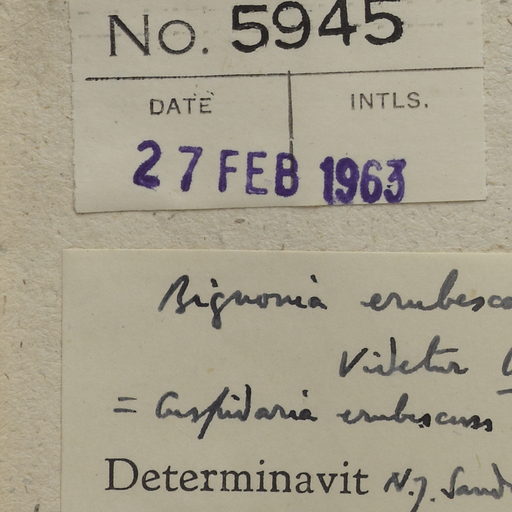 No. 5945
DATE INTLS.
27 FEB 1963
Bignonia erubesc
Videtur
= Cuspidaria erubescens
Determinavit N.J. Sand